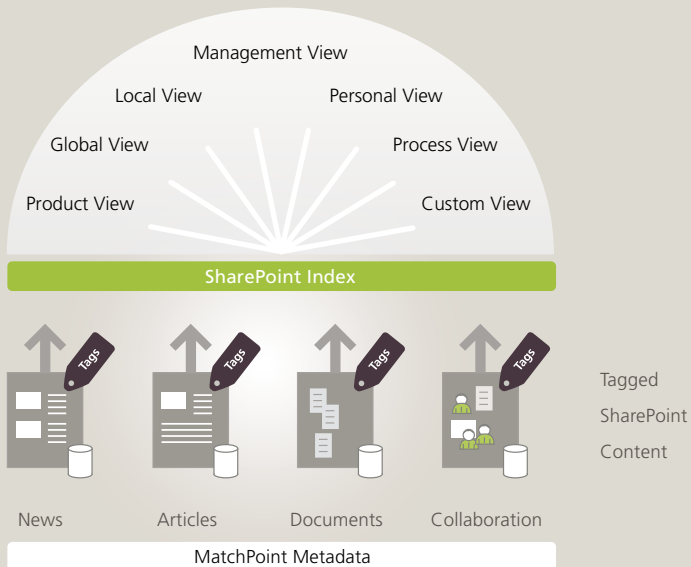 Management View
Local View
Personal View
Global View
Process View
Product View
Custom View
SharePoint Index
Tags
Tags
Tags
Tags
Tagged
SharePoint
Content
News
Articles
Documents
Collaboration
MatchPoint Metadata